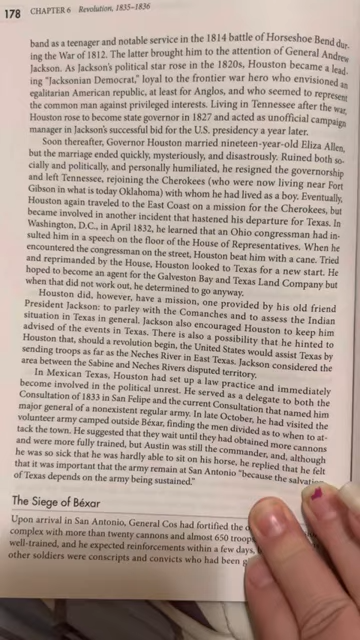 178 CHAPTER 6 Revolution, 1835–1836
band as a teenager and notable service in the 1814 battle of Horseshoe Bend dur-
ing the War of 1812. The latter brought him to the attention of General Andrew
Jackson. As Jackson's political star rose in the 1820s, Houston became a lead-
ing "Jacksonian Democrat," loyal to the frontier war hero who envisioned an
egalitarian American republic, at least for Anglos, and who seemed to represent
the common man against privileged interests. Living in Tennessee after the war,
Houston rose to become state governor in 1827 and acted as unofficial campaign
manager in Jackson's successful bid for the U.S. presidency a year later.
Soon thereafter, Governor Houston married nineteen-year-old Eliza Allen,
but the marriage ended quickly, mysteriously, and disastrously. Ruined both so-
cially and politically, and personally humiliated, he resigned the governorship
and left Tennessee, rejoining the Cherokees (who were now living near Fort
Gibson in what is today Oklahoma) with whom he had lived as a boy. Eventually,
Houston again traveled to the East Coast on a mission for the Cherokees, but
became involved in another incident that hastened his departure for Texas. In
Washington, D.C., in April 1832, he learned that an Ohio congressman had in-
sulted him in a speech on the floor of the House of Representatives. When he
encountered the congressman on the street, Houston beat him with a cane. Tried
and reprimanded by the House, Houston looked to Texas for a new start. He
hoped to become an agent for the Galveston Bay and Texas Land Company but
when that did not work out, he determined to go anyway.
Houston did, however, have a mission, one provided by his old friend
President Jackson: to parley with the Comanches and to assess the Indian
situation in Texas in general. Jackson also encouraged Houston to keep him
advised of the events in Texas. There is also a possibility that he hinted to
Houston that, should a revolution begin, the United States would assist Texas by
sending troops as far as the Neches River in East Texas. Jackson considered the
area between the Sabine and Neches Rivers disputed territory.
In Mexican Texas, Houston set up a law practice and immediately
become involved in the political unrest. He served as a delegate to both the
Consultation of 1833 in San Felipe and the current Consultation that named him
major general of a nonexistent regular army. In late October, he had visited the
volunteer army camped outside Béxar, finding the men divided as to when to at-
tack the town. He suggested that they wait until they had obtained more cannons
and were more fully trained, but Austin was still the commander, and, although
he was so sick that he was hardly able to sit on his horse, he replied that he felt
that it was important that the army remain at San Antonio "because the salvation
of Texas depends on the army being sustained."
The Siege of Béxar
Upon arrival in San Antonio, General Cos had fortified the
complex with more than twenty cannons and almost 650 troops
well-trained, and he expected reinforcements within a few days,
other soldiers were conscripts and convicts who had been